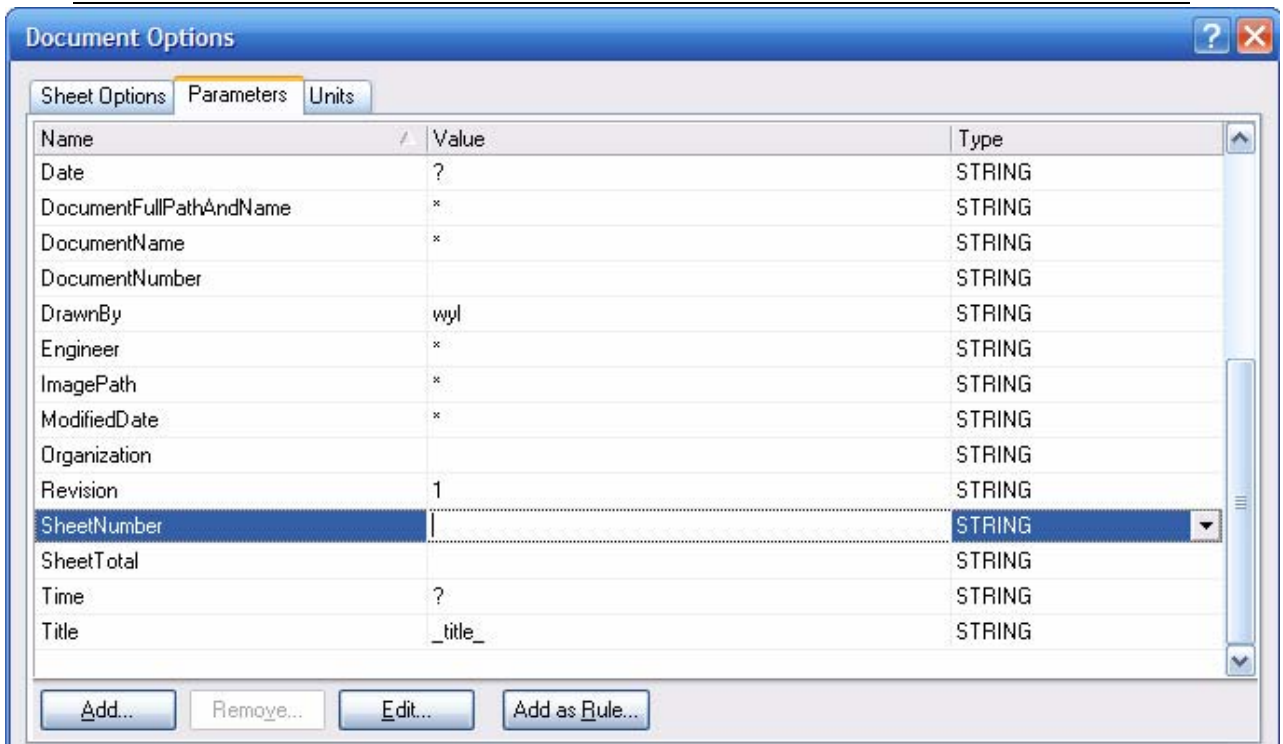 Document Options
Sheet Options Parameters Units
Name Value Type
Date ? STRING
DocumentFullPathAndName * STRING
DocumentName * STRING
DocumentNumber STRING
DrawnBy wyl STRING
Engineer * STRING
ImagePath * STRING
ModifiedDate * STRING
Organization STRING
Revision 1 STRING
SheetNumber STRING
SheetTotal STRING
Time ? STRING
Title _title_ STRING
Add... Remove... Edit... Add as Rule...